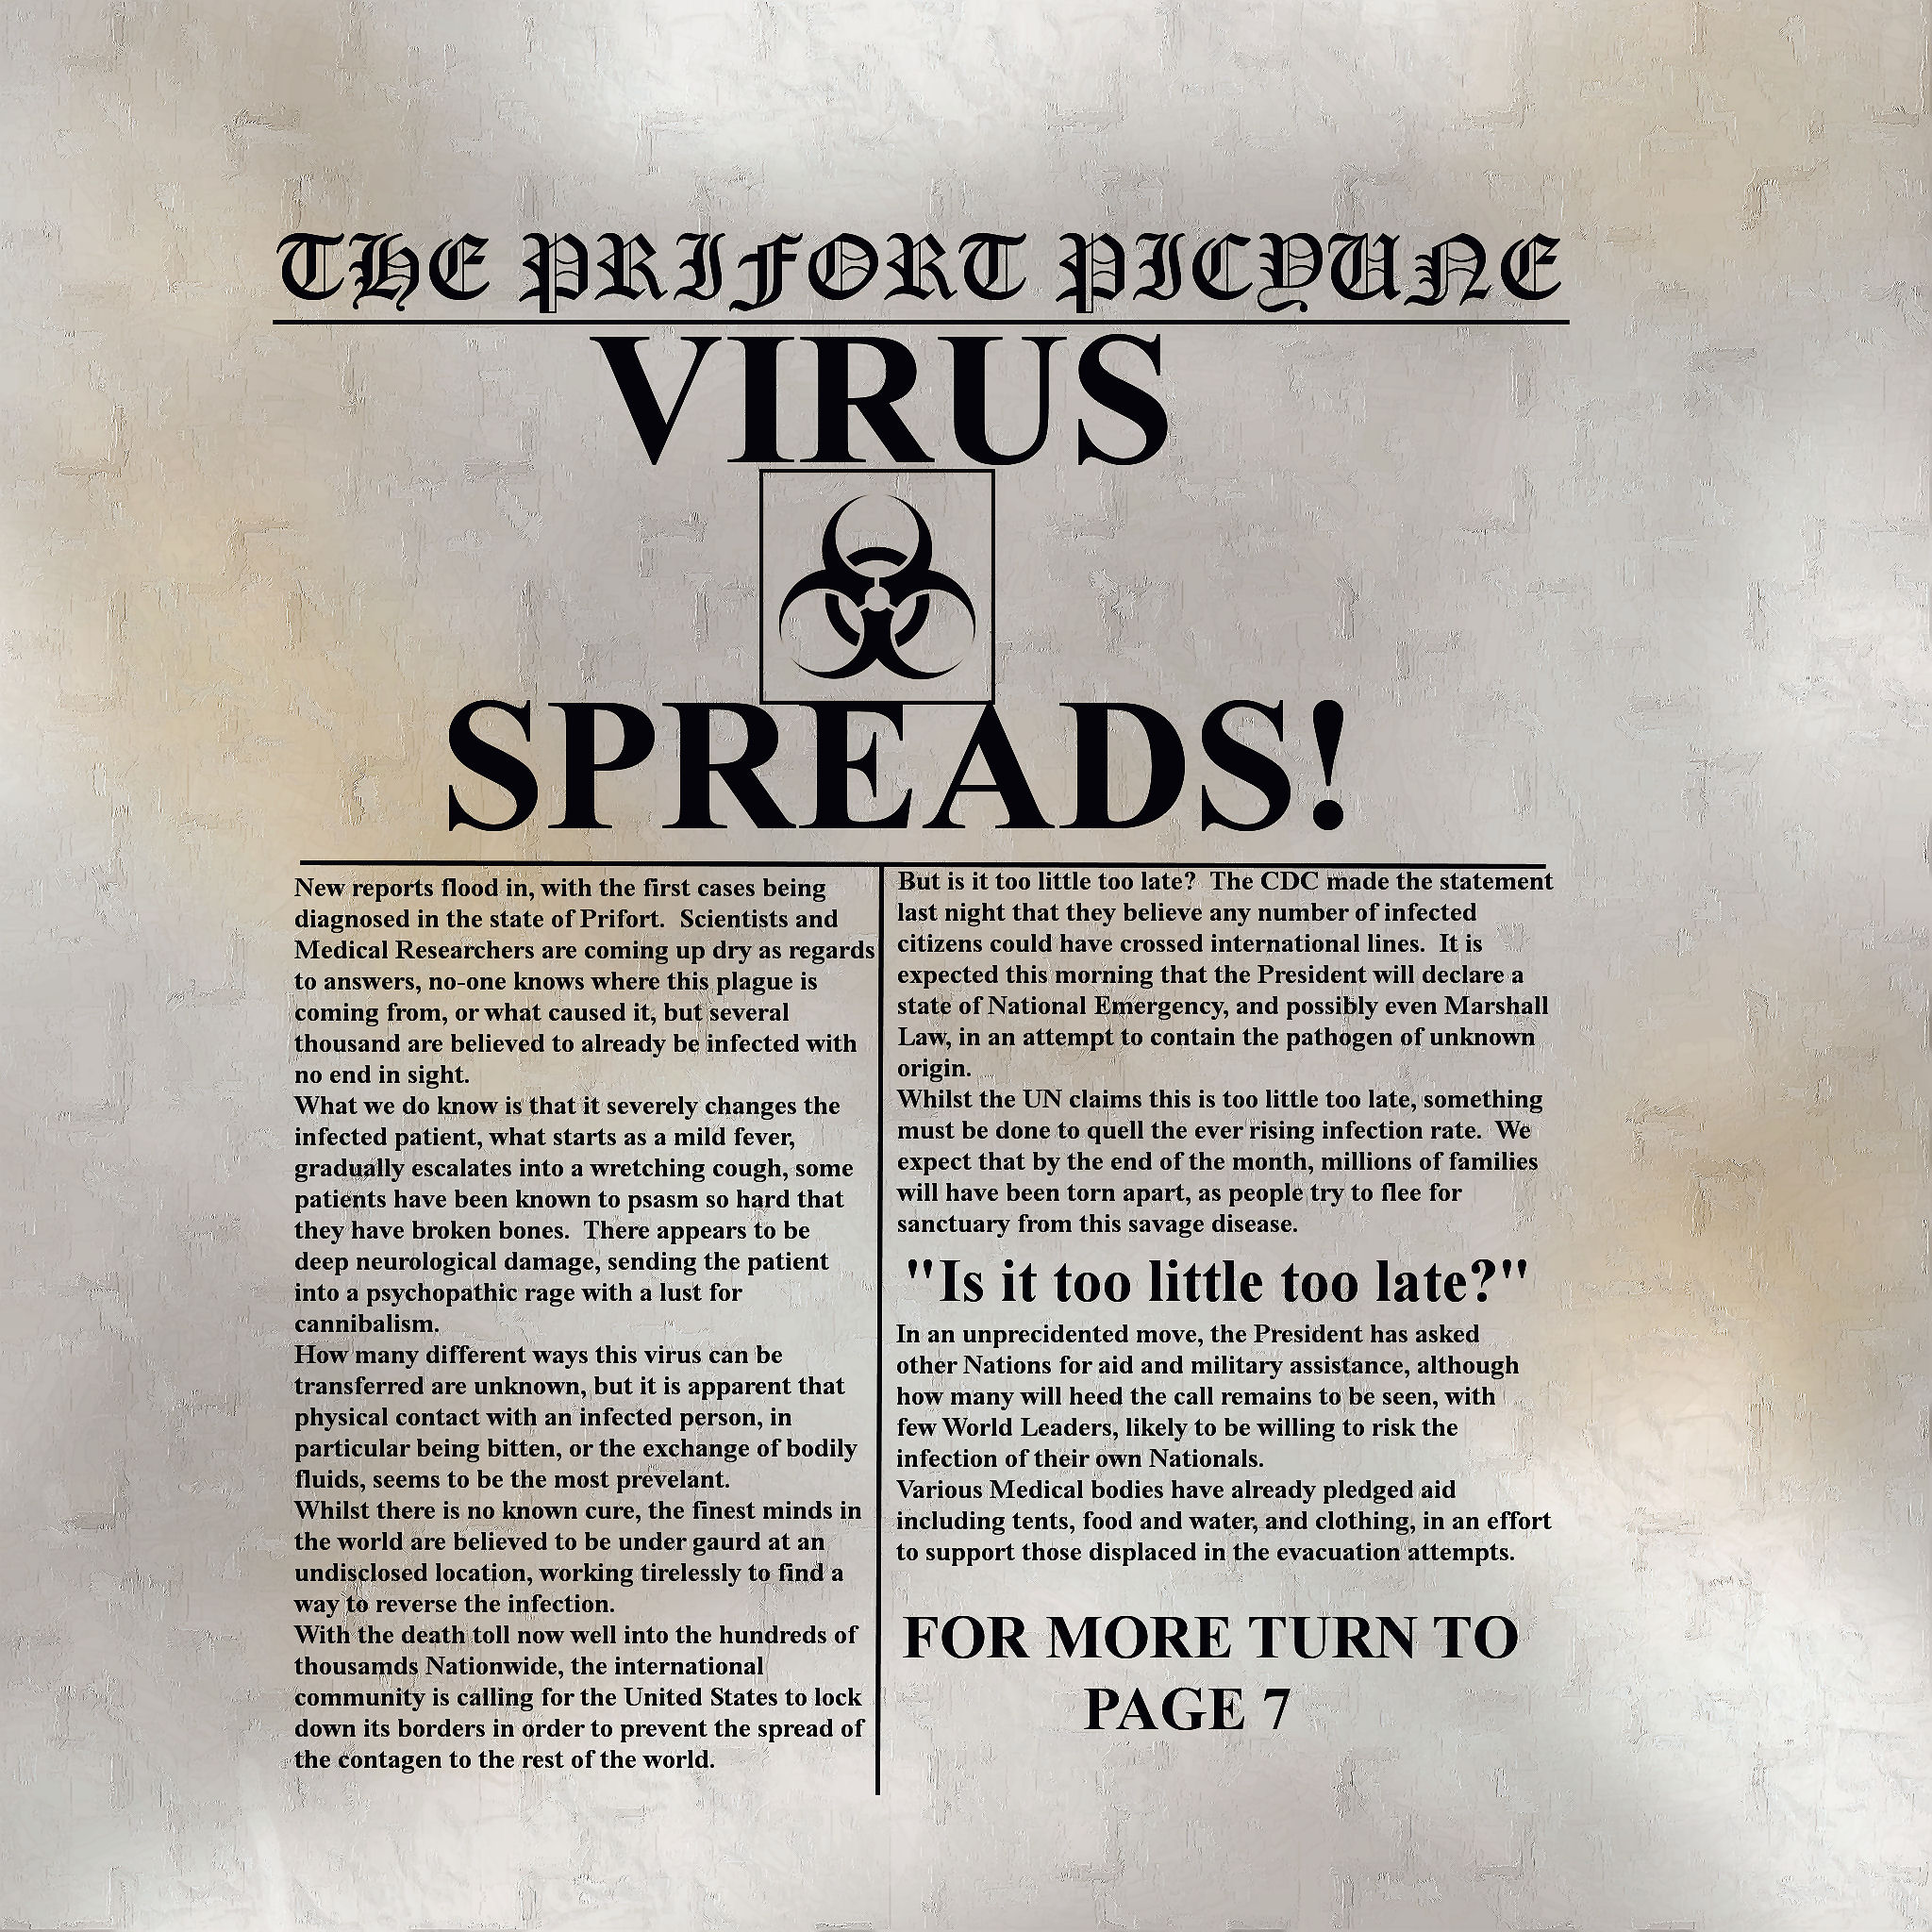 THE PRIFORT PICYUNE
VIRUS
SPREADS!
New reports flood in, with the first cases being
diagnosed in the state of Prifort.  Scientists and
Medical Researchers are coming up dry as regards
to answers, no-one knows where this plague is
coming from, or what caused it, but several
thousand are believed to already be infected with
no end in sight.
What we do know is that it severely changes the
infected patient, what starts as a mild fever,
gradually escalates into a wretching cough, some
patients have been known to psasm so hard that
they have broken bones.  There appears to be
deep neurological damage, sending the patient
into a psychopathic rage with a lust for
cannibalism.
How many different ways this virus can be
transferred are unknown, but it is apparent that
physical contact with an infected person, in
particular being bitten, or the exchange of bodily
fluids, seems to be the most prevelant.
Whilst there is no known cure, the finest minds in
the world are believed to be under gaurd at an
undisclosed location, working tirelessly to find a
way to reverse the infection.
With the death toll now well into the hundreds of
thousamds Nationwide, the international
community is calling for the United States to lock
down its borders in order to prevent the spread of
the contagen to the rest of the world.
But is it too little too late?  The CDC made the statement
last night that they believe any number of infected
citizens could have crossed international lines.  It is
expected this morning that the President will declare a
state of National Emergency, and possibly even Marshall
Law, in an attempt to contain the pathogen of unknown
origin.
Whilst the UN claims this is too little too late, something
must be done to quell the ever rising infection rate.  We
expect that by the end of the month, millions of families
will have been torn apart, as people try to flee for
sanctuary from this savage disease.
"Is it too little too late?"
In an unprecidented move, the President has asked
other Nations for aid and military assistance, although
how many will heed the call remains to be seen, with
few World Leaders, likely to be willing to risk the
infection of their own Nationals.
Various Medical bodies have already pledged aid
including tents, food and water, and clothing, in an effort
to support those displaced in the evacuation attempts.
FOR MORE TURN TO
PAGE 7